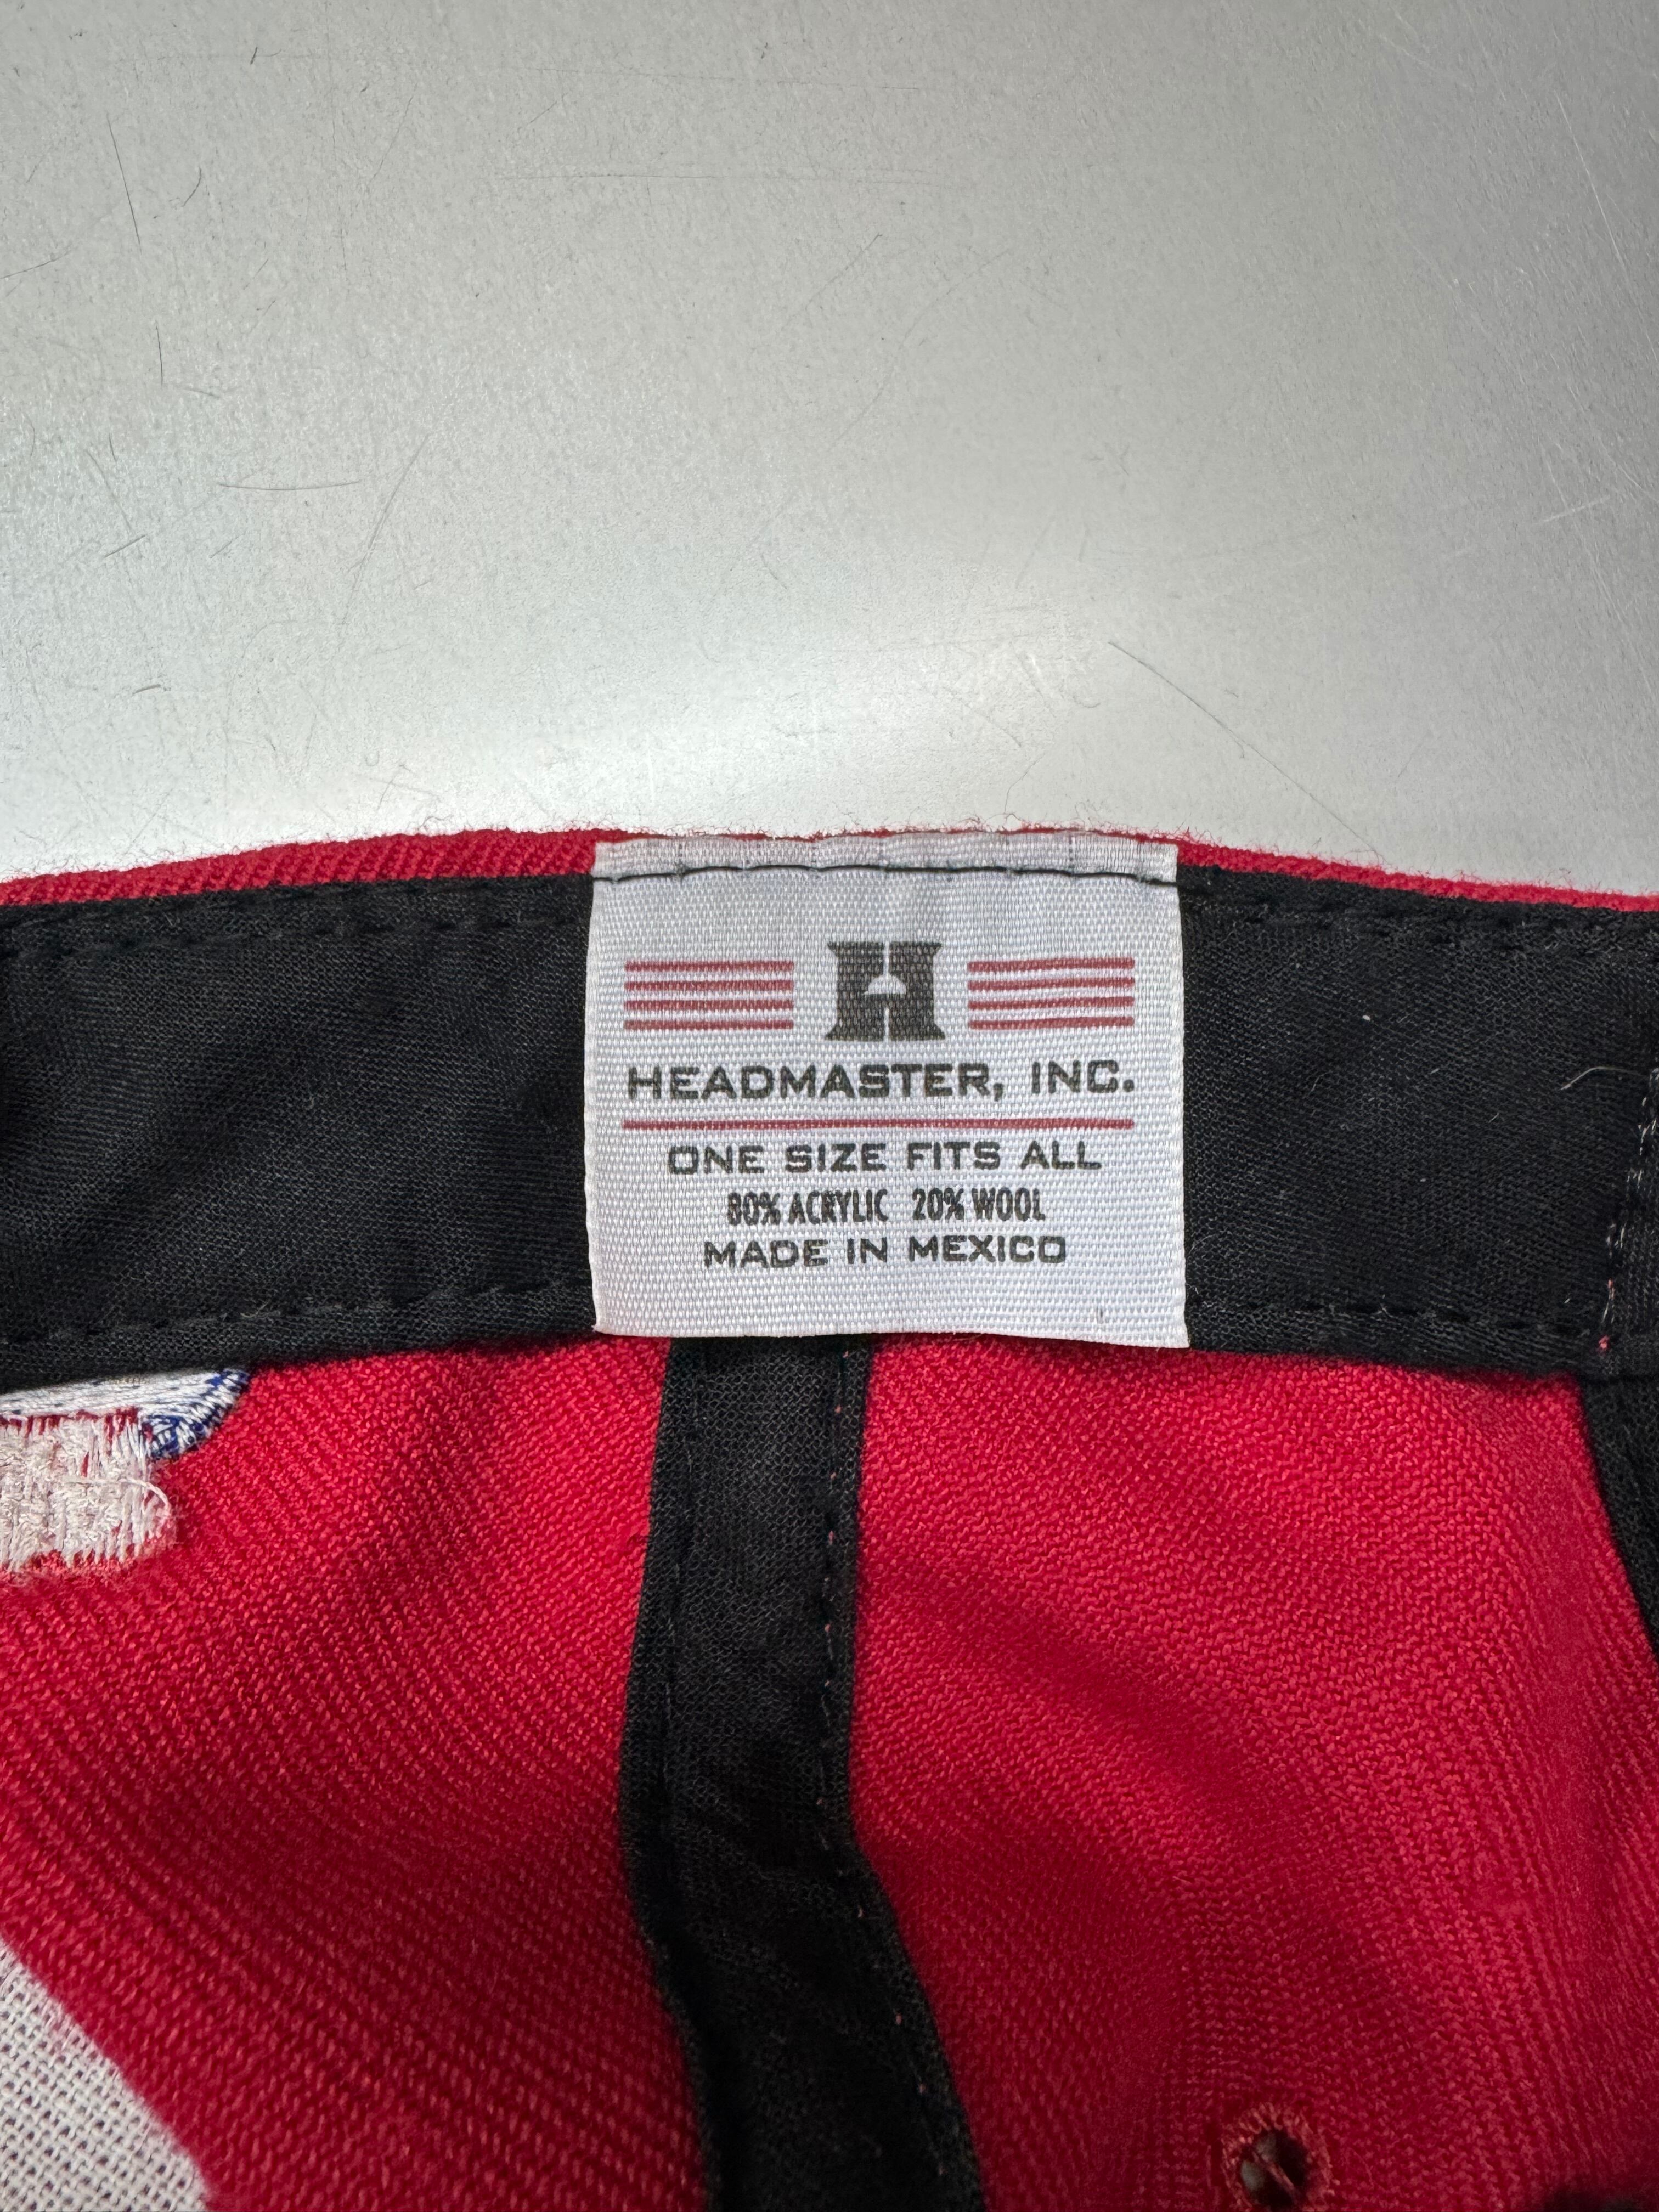 H
HEADMASTER, INC.
ONE SIZE FITS ALL
80% ACRYLIC 20% WOOL
MADE IN MEXICO